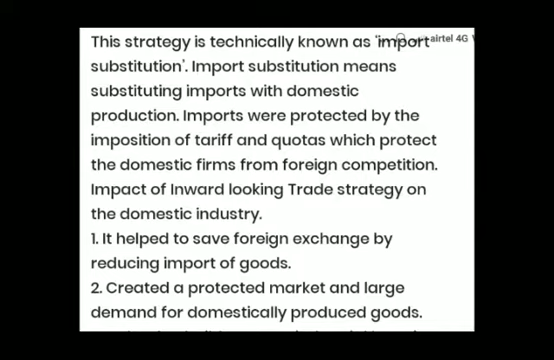 This strategy is technically known as 'import
airtel 4G
substitution'. Import substitution means
substituting imports with domestic
production. Imports were protected by the
imposition of tariff and quotas which protect
the domestic firms from foreign competition.
Impact of Inward looking Trade strategy on
the domestic industry.
1. It helped to save foreign exchange by
reducing import of goods.
2. Created a protected market and large
demand for domestically produced goods.